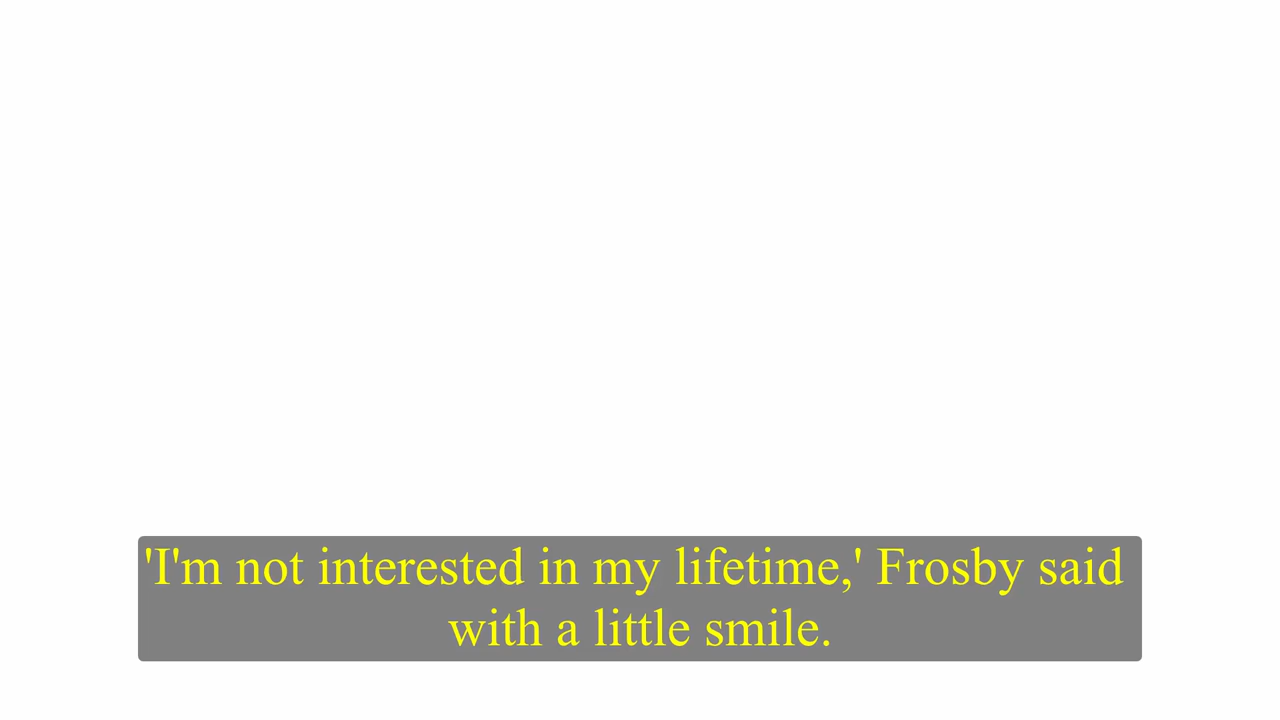 'I'm not interested in my lifetime,' Frosby said
with a little smile.